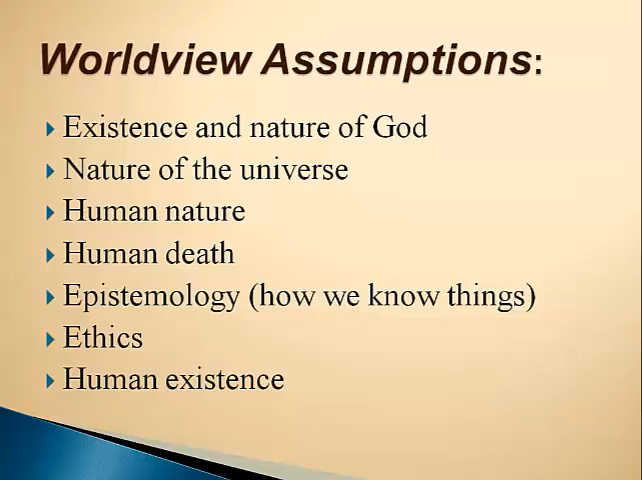 Worldview Assumptions:
Existence and nature of God
Nature of the universe
Human nature
Human death
Epistemology (how we know things)
Ethics
Human existence